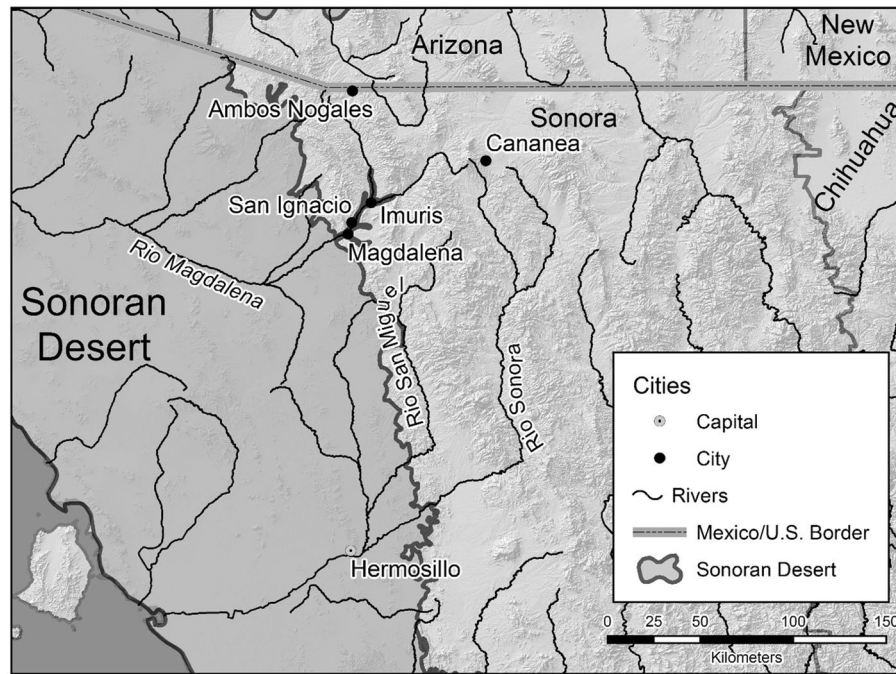 Arizona
New
Mexico
Ambos Nogales
Sonora
Cananea
Chihuahua
San Ignacio
Imuris
Magdalena
Rio Magdalena
Sonoran
Desert
Rio San Miguel
Rio Sonora
Hermosillo
Cities
Capital
City
Rivers
Mexico/U.S. Border
Sonoran Desert
0 25 50 100 150
Kilometers